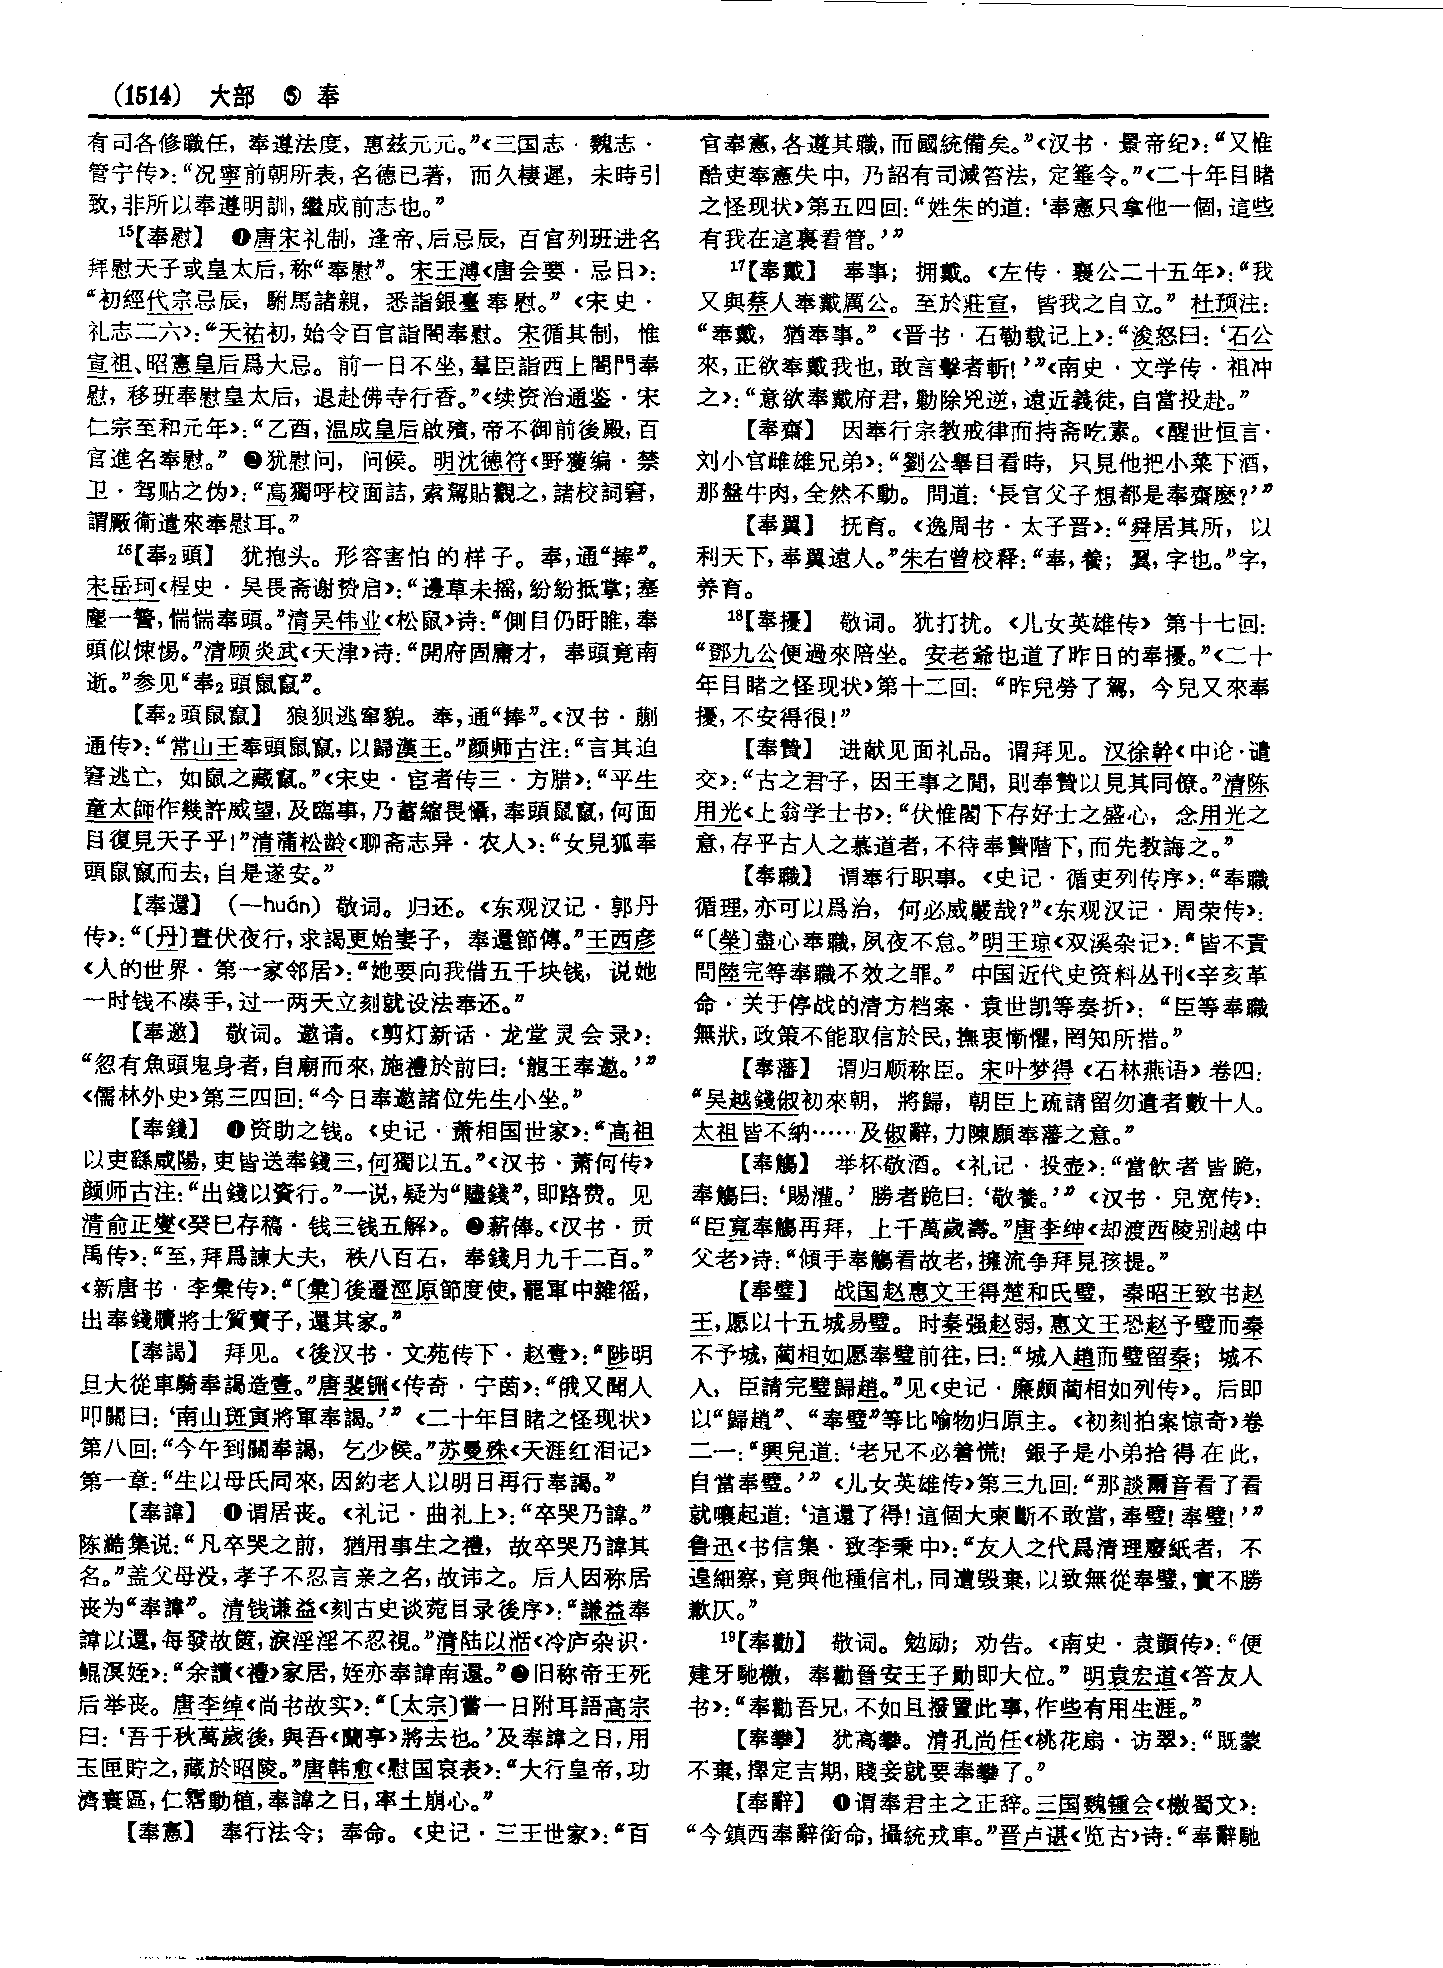 (1514) 大部 ⑤ 奉
有司各修職任，奉遵法度，惠兹元元。”《三国志·魏志·
管宁传》：“况寧前朝所表，名德已著，而久棲遲，未時引
致，非所以奉遵明訓，繼成前志也。”
15【奉慰】 ❶唐宋礼制，逢帝、后忌辰，百官列班进名
拜慰天子或皇太后，称“奉慰”。宋王溥《唐会要·忌日》：
“初經代宗忌辰，駙馬諸親，悉詣銀臺奉慰。”《宋史·
礼志二六》：“天祐初，始令百官詣閤奉慰。宋循其制，惟
宣祖、昭憲皇后爲大忌。前一日不坐，羣臣詣西上閤門奉
慰，移班奉慰皇太后，退赴佛寺行香。”《续资治通鉴·宋
仁宗至和元年》：“乙酉，温成皇后啟殯，帝不御前後殿，百
官進名奉慰。”❷犹慰问，问候。明沈德符《野獲编·禁
卫·驾贴之伪》：“高獨呼校面詰，索駕貼觀之，諸校詞窘，
謂厰衛遣來奉慰耳。”
16【奉₂頭】 犹抱头。形容害怕的样子。奉，通“捧”。
宋岳珂《桯史·吴畏斋谢贽启》：“邊草未摇，紛紛抵掌；塞
塵一警，惴惴奉頭。”清吴伟业《松鼠》诗：“側目仍盱睢，奉
頭似悚惕。”清顾炎武《天津》诗：“開府固庸才，奉頭竟南
逝。”参见“奉₂頭鼠竄”。
【奉₂頭鼠竄】 狼狈逃窜貌。奉，通“捧”。《汉书·蒯
通传》：“常山王奉頭鼠竄，以歸漢王。”颜师古注：“言其迫
窘逃亡，如鼠之藏竄。”《宋史·宦者传三·方腊》：“平生
童太師作幾許威望，及臨事，乃蓄縮畏懾，奉頭鼠竄，何面
目復見天子乎！”清蒲松龄《聊斋志异·农人》：“女見狐奉
頭鼠竄而去，自是遂安。”
【奉還】 (—huán) 敬词。归还。《东观汉记·郭丹
传》：“〔丹〕晝伏夜行，求謁更始妻子，奉還節傳。”王西彦
《人的世界·第一家邻居》：“她要向我借五千块钱，说她
一时钱不凑手，过一两天立刻就设法奉还。”
【奉邀】 敬词。邀请。《剪灯新话·龙堂灵会录》：
“忽有魚頭鬼身者，自廟而來，施禮於前曰：‘龍王奉邀。’”
《儒林外史》第三四回：“今日奉邀諸位先生小坐。”
【奉錢】 ❶资助之钱。《史记·萧相国世家》：“高祖
以吏繇咸陽，吏皆送奉錢三，何獨以五。”《汉书·萧何传》
颜师古注：“出錢以資行。”一说，疑为“賮錢”，即路费。见
清俞正燮《癸巳存稿·钱三钱五解》。❷薪俸。《汉书·贡
禹传》：“至，拜爲諫大夫，秩八百石，奉錢月九千二百。”
《新唐书·李彙传》：“〔彙〕後遷涇原節度使，罷軍中雜徭，
出奉錢贖將士質賣子，還其家。”
【奉謁】 拜见。《後汉书·文苑传下·赵壹》：“陟明
旦大從車騎奉謁造壹。”唐裴铏《传奇·宁茵》：“俄又聞人
叩關曰：‘南山斑寅將軍奉謁。’”《二十年目睹之怪现状》
第八回：“今午到關奉謁，乞少候。”苏曼殊《天涯红泪记》
第一章：“生以母氏同來，因約老人以明日再行奉謁。”
【奉諱】 ❶谓居丧。《礼记·曲礼上》：“卒哭乃諱。”
陈澔集说：“凡卒哭之前，猶用事生之禮，故卒哭乃諱其
名。”盖父母没，孝子不忍言亲之名，故讳之。后人因称居
丧为“奉諱”。清钱谦益《刻古史谈苑目录後序》：“謙益奉
諱以還，每發故篋，淚淫淫不忍視。”清陆以湉《冷庐杂识·
鲲溟姪》：“余讀《禮》家居，姪亦奉諱南還。”❷旧称帝王死
后举丧。唐李绰《尚书故实》：“〔太宗〕嘗一日附耳語高宗
曰：‘吾千秋萬歲後，與吾《蘭亭》將去也。’及奉諱之日，用
玉匣貯之，藏於昭陵。”唐韩愈《慰国哀表》：“大行皇帝，功
濟寰區，仁霑動植，奉諱之日，率土崩心。”
【奉憲】 奉行法令；奉命。《史记·三王世家》：“百
官奉憲，各遵其職，而國統備矣。”《汉书·景帝纪》：“又惟
酷吏奉憲失中，乃詔有司減笞法，定箠令。”《二十年目睹
之怪现状》第五四回：“姓朱的道：‘奉憲只拿他一個，這些
有我在這裏看管。’”
17【奉戴】 奉事；拥戴。《左传·襄公二十五年》：“我
又與蔡人奉戴厲公。至於莊宣，皆我之自立。”杜预注：
“奉戴，猶奉事。”《晋书·石勒载记上》：“浚怒曰：‘石公
來，正欲奉戴我也，敢言擊者斬！’”《南史·文学传·祖冲
之》：“意欲奉戴府君，勦除兇逆，遠近義徒，自當投赴。”
【奉齋】 因奉行宗教戒律而持斋吃素。《醒世恒言·
刘小官雌雄兄弟》：“劉公舉目看時，只見他把小菜下酒，
那盤牛肉，全然不動。問道：‘長官父子想都是奉齋麽？’”
【奉翼】 抚育。《逸周书·太子晋》：“舜居其所，以
利天下，奉翼遠人。”朱右曾校释：“奉，養；翼，字也。”字，
养育。
18【奉擾】 敬词。犹打扰。《儿女英雄传》第十七回：
“鄧九公便過來陪坐。安老爺也道了昨日的奉擾。”《二十
年目睹之怪现状》第十二回：“昨兒勞了駕，今兒又來奉
擾，不安得很！”
【奉贄】 进献见面礼品。谓拜见。汉徐幹《中论·谴
交》：“古之君子，因王事之閒，則奉贄以見其同僚。”清陈
用光《上翁学士书》：“伏惟閣下存好士之盛心，念用光之
意，存乎古人之慕道者，不待奉贄階下，而先教誨之。”
【奉職】 谓奉行职事。《史记·循吏列传序》：“奉職
循理，亦可以爲治，何必威嚴哉？”《东观汉记·周荣传》：
“〔榮〕盡心奉職，夙夜不怠。”明王琼《双溪杂记》：“皆不責
問陸完等奉職不效之罪。”中国近代史资料丛刊《辛亥革
命·关于停战的清方档案·袁世凯等奏折》：“臣等奉職
無狀，政策不能取信於民，撫衷慚懼，罔知所措。”
【奉藩】 谓归顺称臣。宋叶梦得《石林燕语》卷四：
“吴越錢俶初來朝，將歸，朝臣上疏請留勿遣者數十人。
太祖皆不納……及俶辭，力陳願奉藩之意。”
【奉觴】 举杯敬酒。《礼记·投壶》：“當飲者皆跪，
奉觴曰：‘賜灌。’勝者跪曰：‘敬養。’”《汉书·兒宽传》：
“臣寬奉觴再拜，上千萬歲壽。”唐李绅《却渡西陵别越中
父老》诗：“傾手奉觴看故老，擁流争拜見孩提。”
【奉璧】 战国赵惠文王得楚和氏璧，秦昭王致书赵
王，愿以十五城易璧。时秦强赵弱，惠文王恐赵予璧而秦
不予城，蔺相如愿奉璧前往，曰：“城入趙而璧留秦；城不
入，臣請完璧歸趙。”见《史记·廉颇蔺相如列传》。后即
以“歸趙”、“奉璧”等比喻物归原主。《初刻拍案惊奇》卷
二一：“興兒道：‘老兄不必着慌！銀子是小弟拾得在此，
自當奉璧。’”《儿女英雄传》第三九回：“那談爾音看了看
就嚷起道：‘這還了得！這個大柬斷不敢當，奉璧！奉璧！’”
鲁迅《书信集·致李秉中》：“友人之代爲清理廢紙者，不
遑細察，竟與他種信札，同遭毀棄，以致無從奉璧，實不勝
歉仄。”
19【奉勸】 敬词。勉励；劝告。《南史·袁顗传》：“便
建牙馳檄，奉勸晉安王子勛即大位。”明袁宏道《答友人
书》：“奉勸吾兄，不如且撥置此事，作些有用生涯。”
【奉攀】 犹高攀。清孔尚任《桃花扇·访翠》：“既蒙
不棄，擇定吉期，賤妾就要奉攀了。”
【奉辭】 ❶谓奉君主之正辞。三国魏锺会《檄蜀文》：
“今鎮西奉辭銜命，攝統戎車。”晋卢谌《览古》诗：“奉辭馳